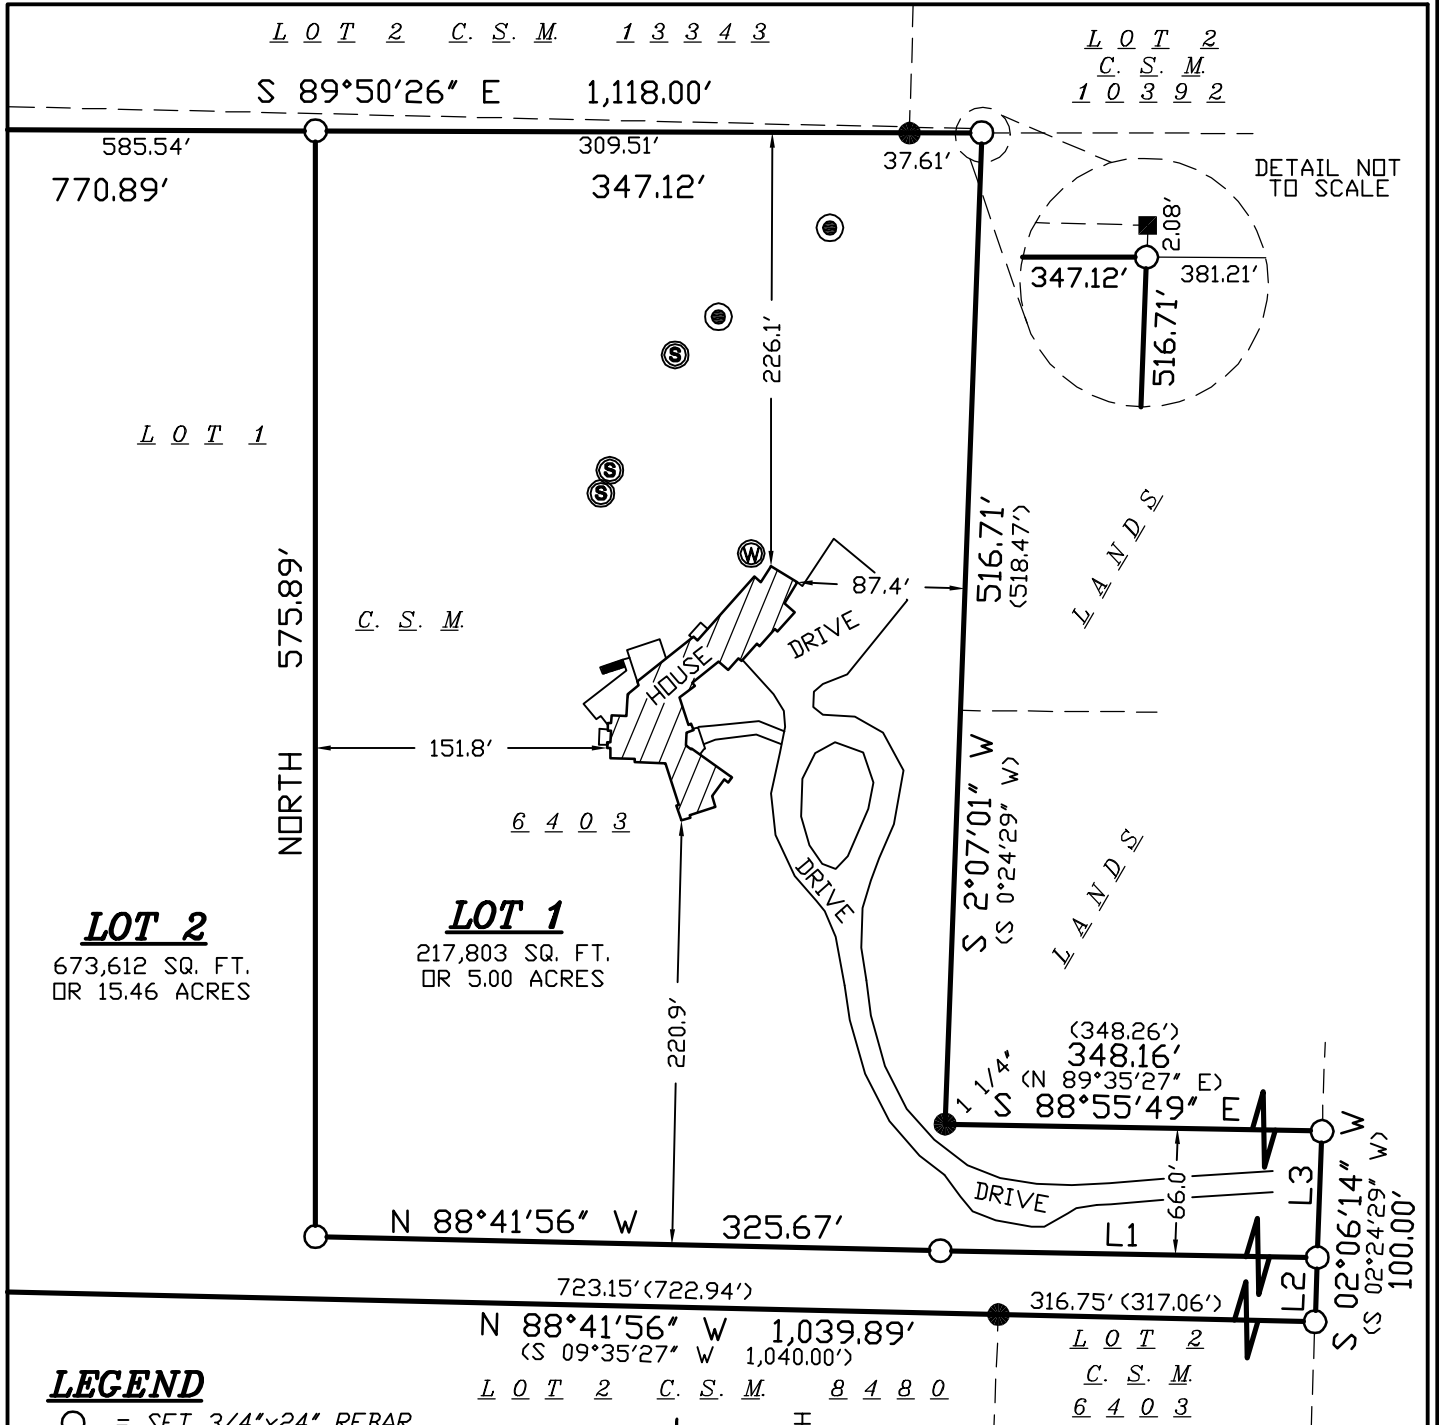 LOT 2 C.S.M. 13343
LOT 2
C.S.M.
10392
S 89°50'26" E 1,118.00'
585.54'
309.51'
37.61'
770.89'
347.12'
DETAIL NOT
TO SCALE
2.08'
347.12'
381.21'
516.71'
226.1'
S
LOT 1
S
S
W
87.4'
516.71'
(518.47')
LANDS
DRIVE
575.89'
C.S.M.
HOUSE
151.8'
NORTH
6403
S 2°07'01" W
(S 0°24'29" W)
DRIVE
LANDS
LOT 2
673,612 SQ. FT.
OR 15.46 ACRES
LOT 1
217,803 SQ. FT.
OR 5.00 ACRES
220.9'
(348.26')
348.16'
(N 89°35'27" E)
S 88°55'49" E
1 1/4"
DRIVE
66.0'
L3
N 88°41'56" W 325.67'
L1
L2
S 02°06'14" W
(S 02°24'29" W)
100.00'
723.15' (722.94')
316.75' (317.06')
N 88°41'56" W 1,039.89'
(S 09°35'27" W 1,040.00')
LOT 2
C.S.M.
6403
LOT 2 C.S.M. 8480
LEGEND
= SET 3/4"x24" REBAR
H